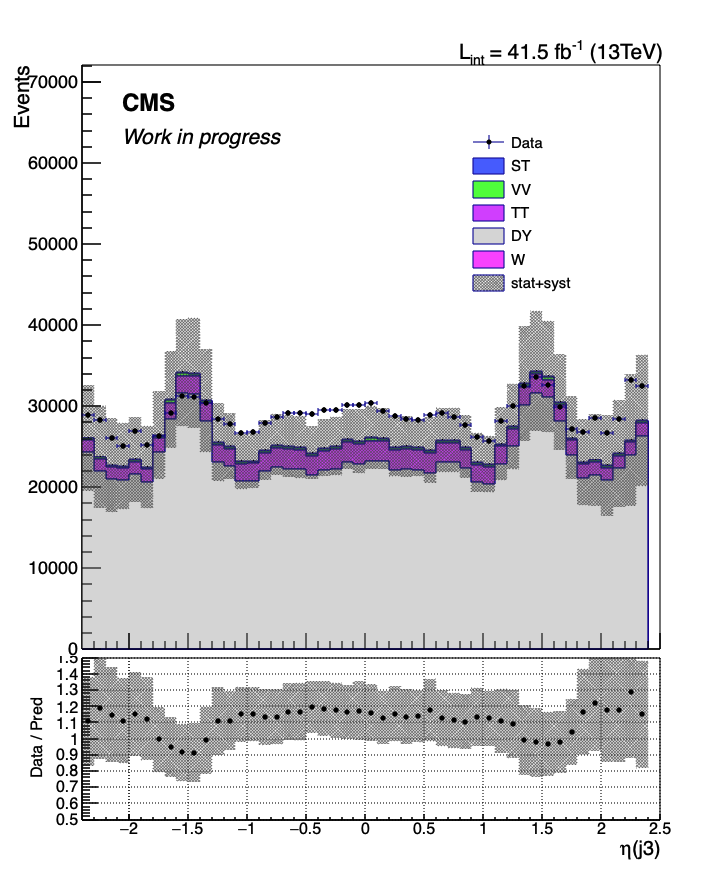 L_int = 41.5 fb^-1 (13TeV)
Events
70000
CMS
Work in progress
60000
50000
40000
30000
20000
10000
0
Data
ST
VV
TT
DY
W
stat+syst
Data / Pred
1.5
1.4
1.3
1.2
1.1
1
0.9
0.8
0.7
0.6
0.5
−2 −1.5 −1 −0.5 0 0.5 1 1.5 2 2.5
η(j3)